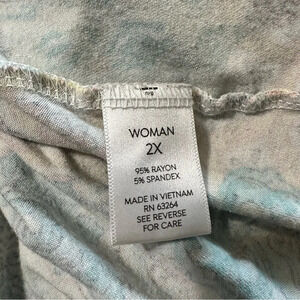 WOMAN
2X
95% RAYON
5% SPANDEX
MADE IN VIETNAM
RN 63264
SEE REVERSE
FOR CARE